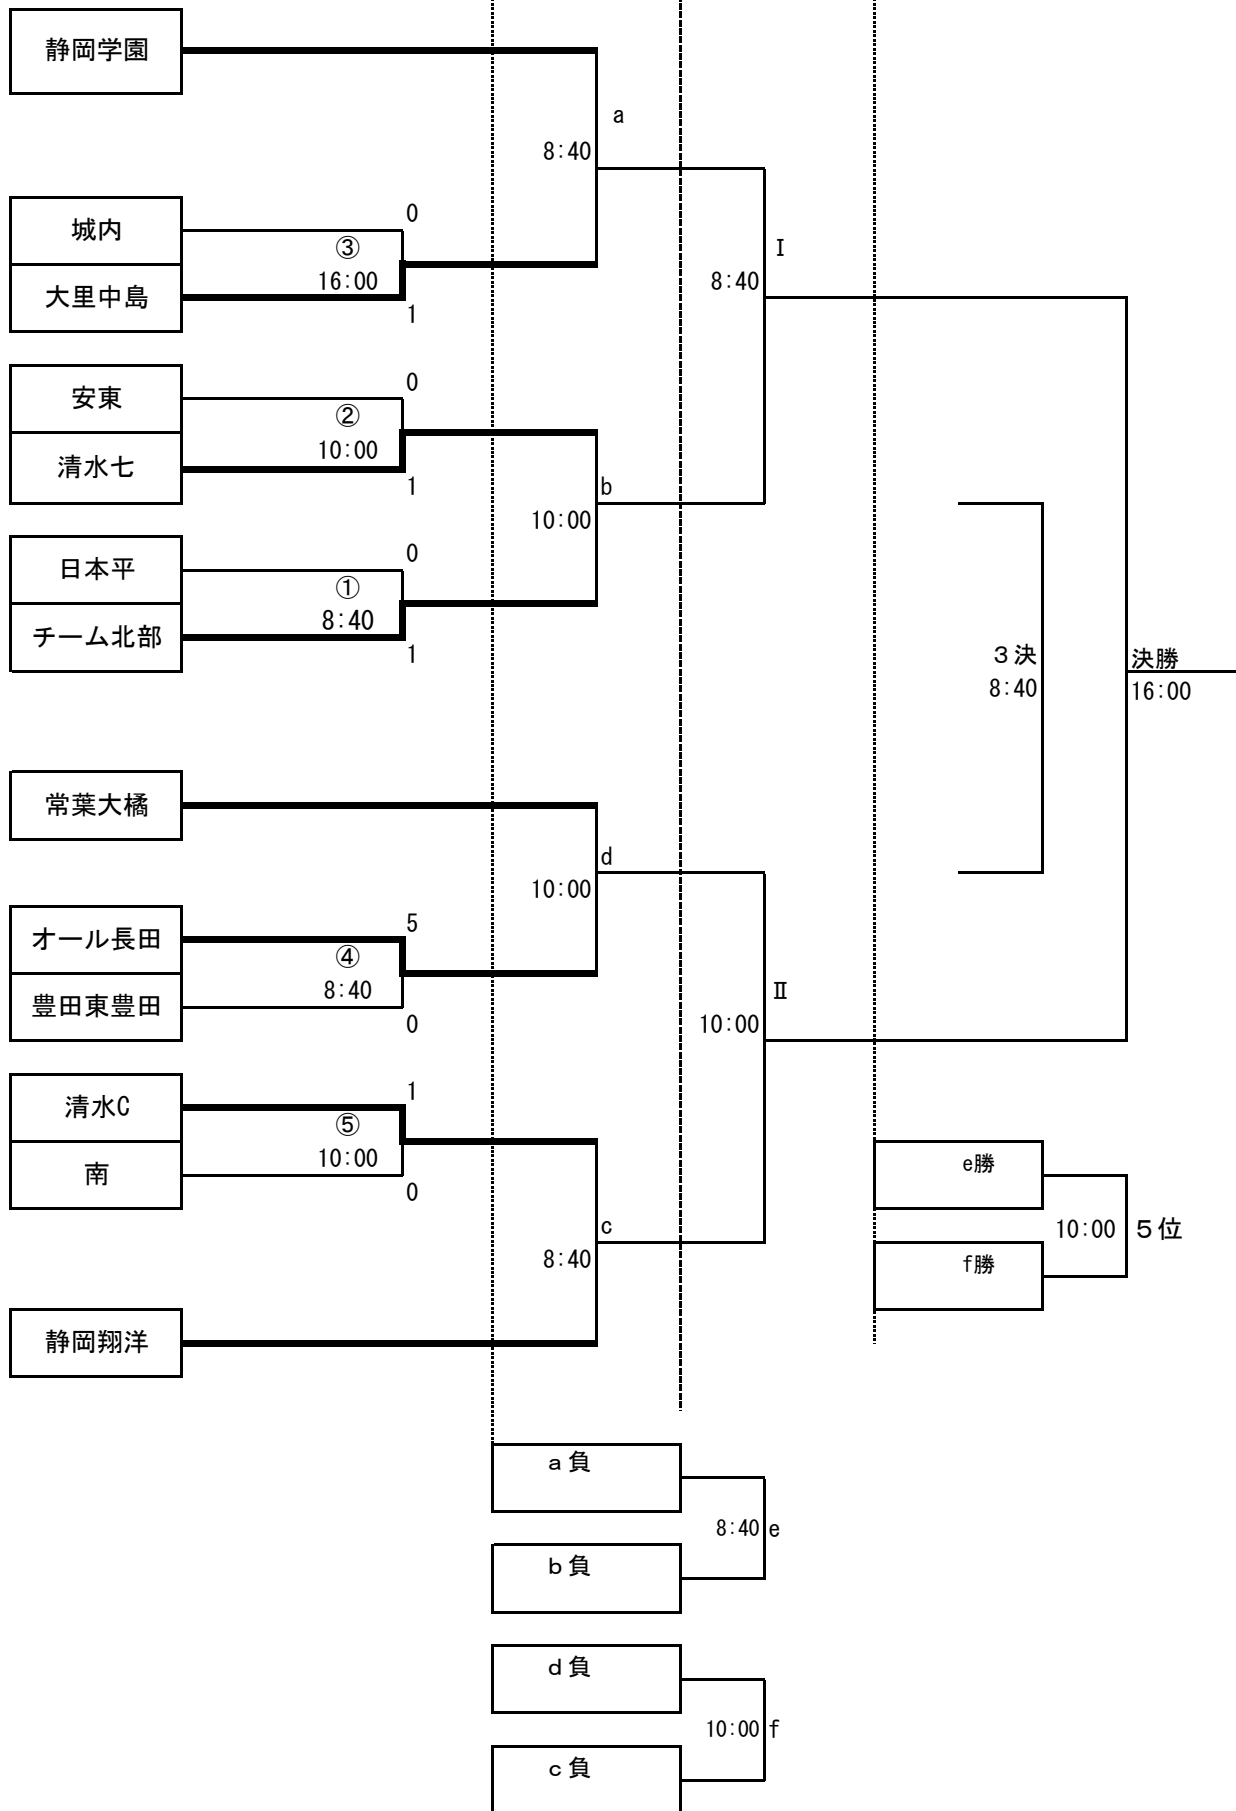 静岡学園
a
8:40
城内
0
③
16:00
大里中島
1
I
8:40
安東
0
②
10:00
清水七
1
b
10:00
日本平
0
①
8:40
チーム北部
1
3決
8:40
決勝
16:00
常葉大橘
d
10:00
オール長田
5
④
8:40
豊田東豊田
0
Ⅱ
10:00
清水C
1
⑤
10:00
南
0
c
8:40
e勝
10:00
5位
f勝
静岡翔洋
a負
8:40
e
b負
d負
10:00
f
c負